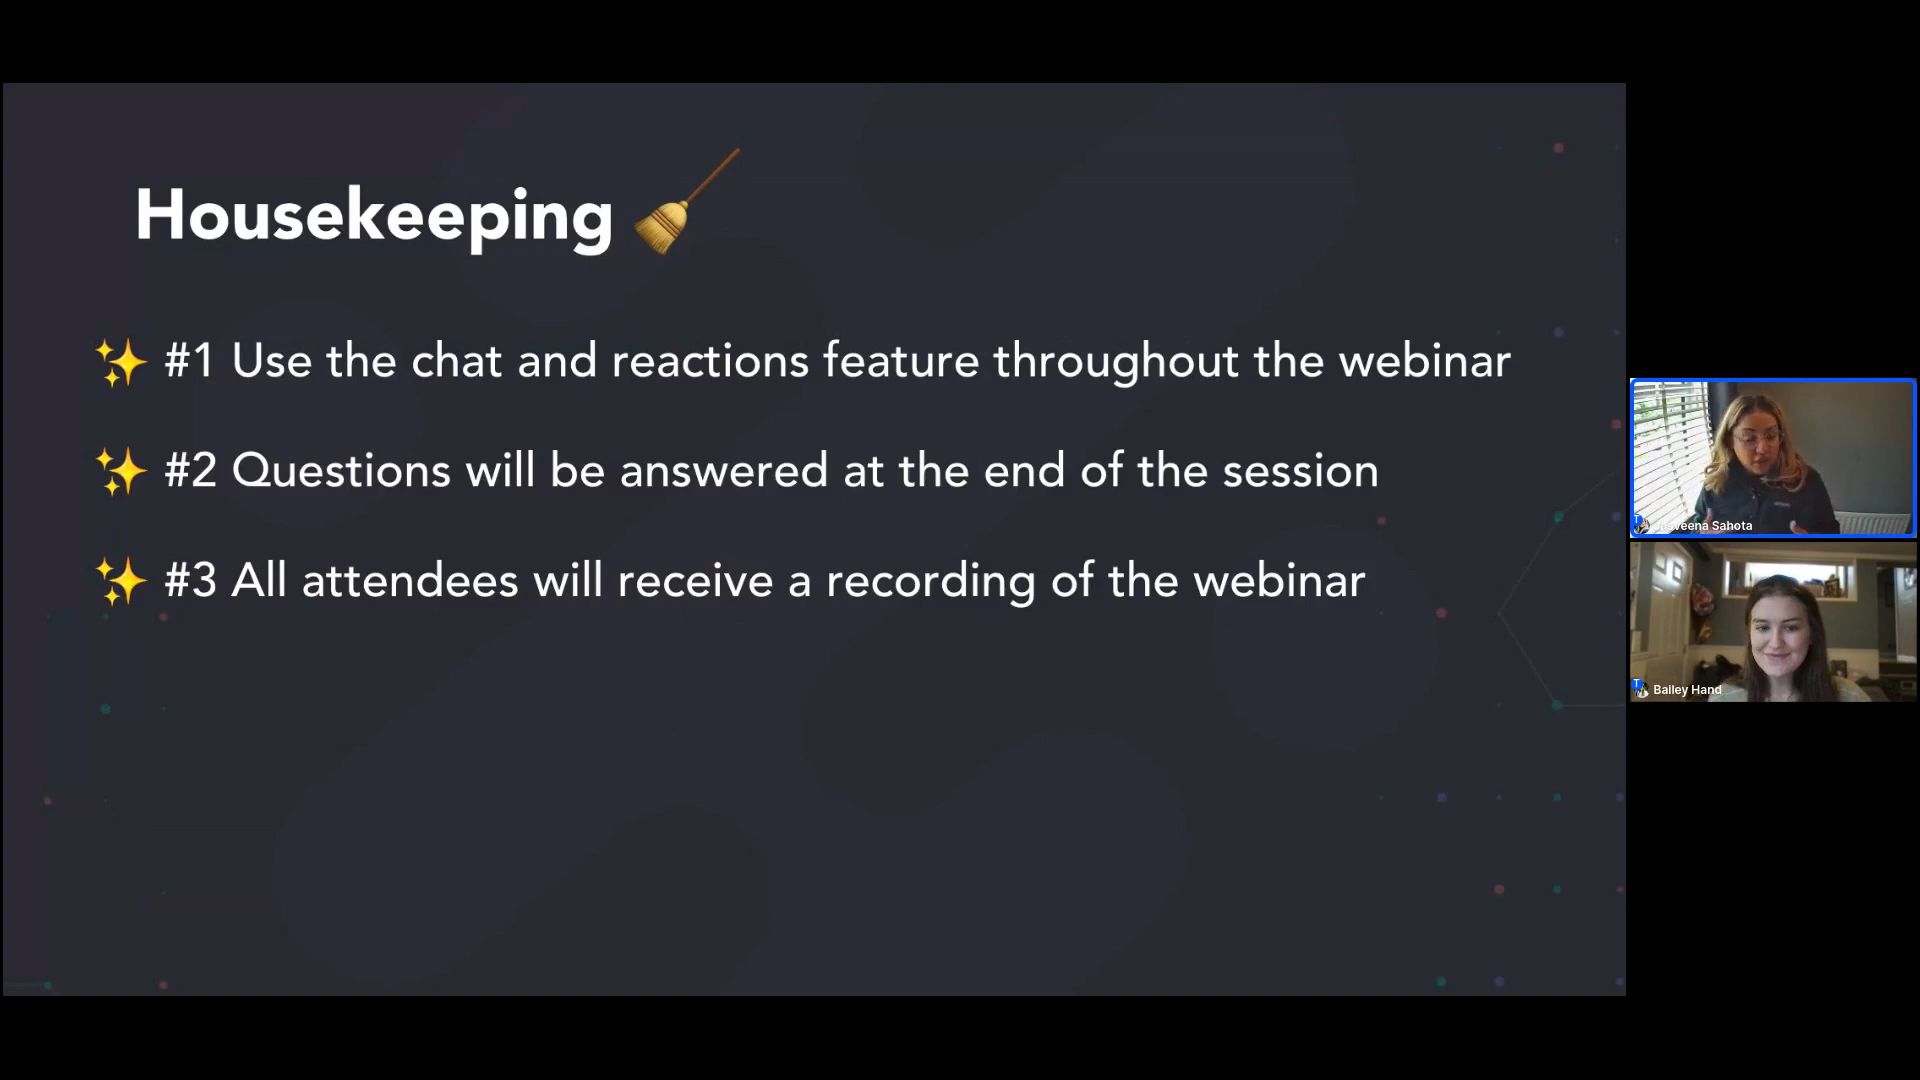 Housekeeping
#1 Use the chat and reactions feature throughout the webinar
#2 Questions will be answered at the end of the session
#3 All attendees will receive a recording of the webinar
Jasveena Sahota
Bailey Hand